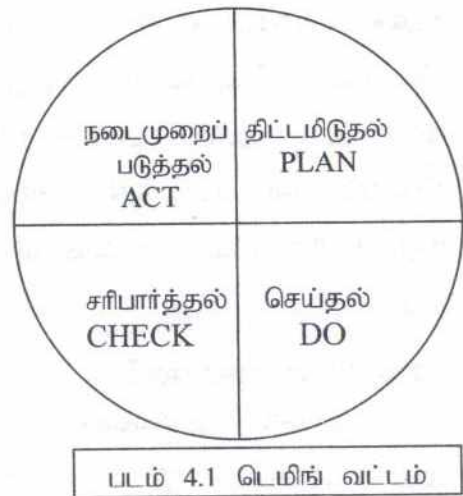 நடைமுறைப்
படுத்தல்
ACT
திட்டமிடுதல்
PLAN
சரிபார்த்தல்
CHECK
செய்தல்
DO
படம் 4.1 டெமிங் வட்டம்